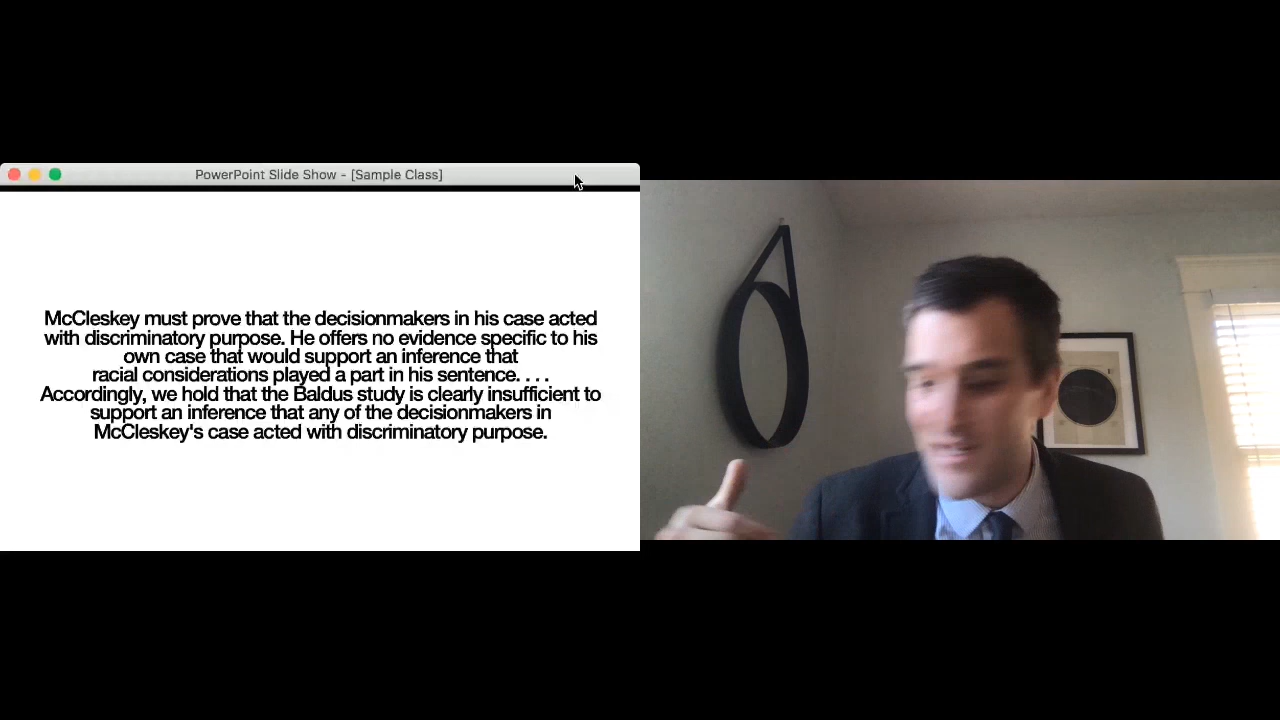 PowerPoint Slide Show - [Sample Class]
McCleskey must prove that the decisionmakers in his case acted
with discriminatory purpose. He offers no evidence specific to his
own case that would support an inference that
racial considerations played a part in his sentence. . . .
Accordingly, we hold that the Baldus study is clearly insufficient to
support an inference that any of the decisionmakers in
McCleskey's case acted with discriminatory purpose.